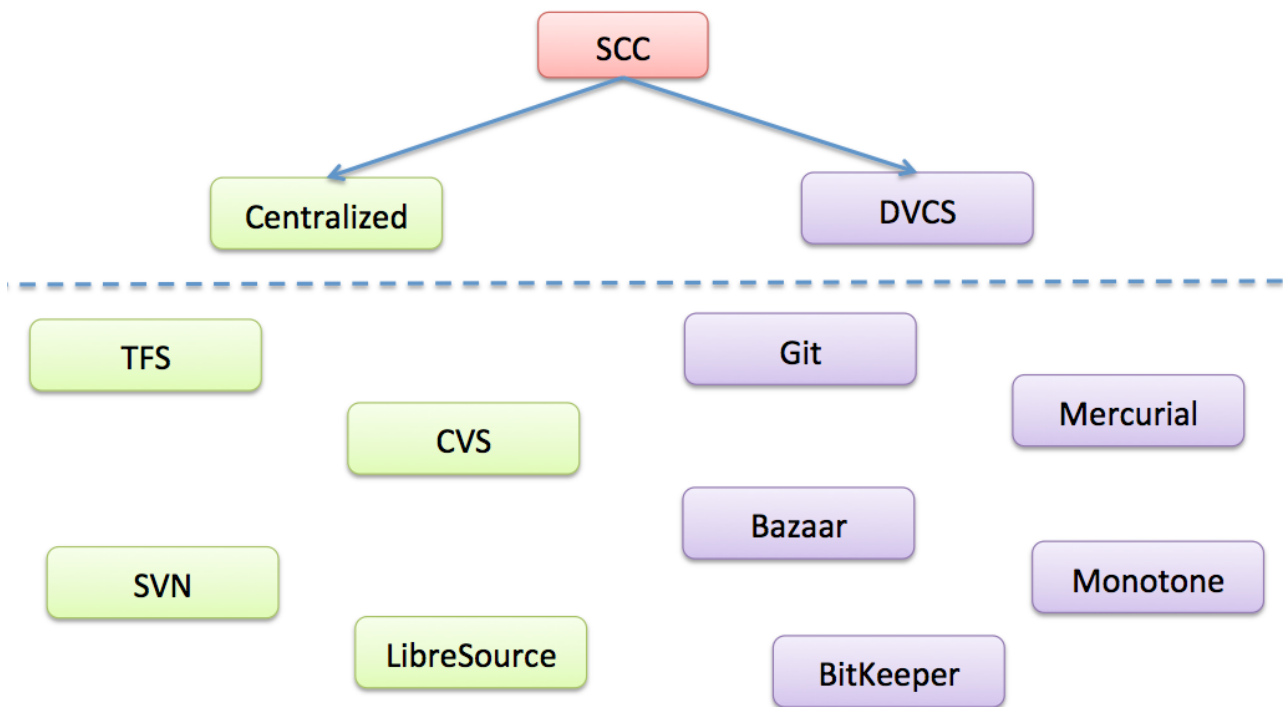 SCC
Centralized
DVCS
TFS
Git
Mercurial
CVS
Bazaar
SVN
Monotone
LibreSource
BitKeeper